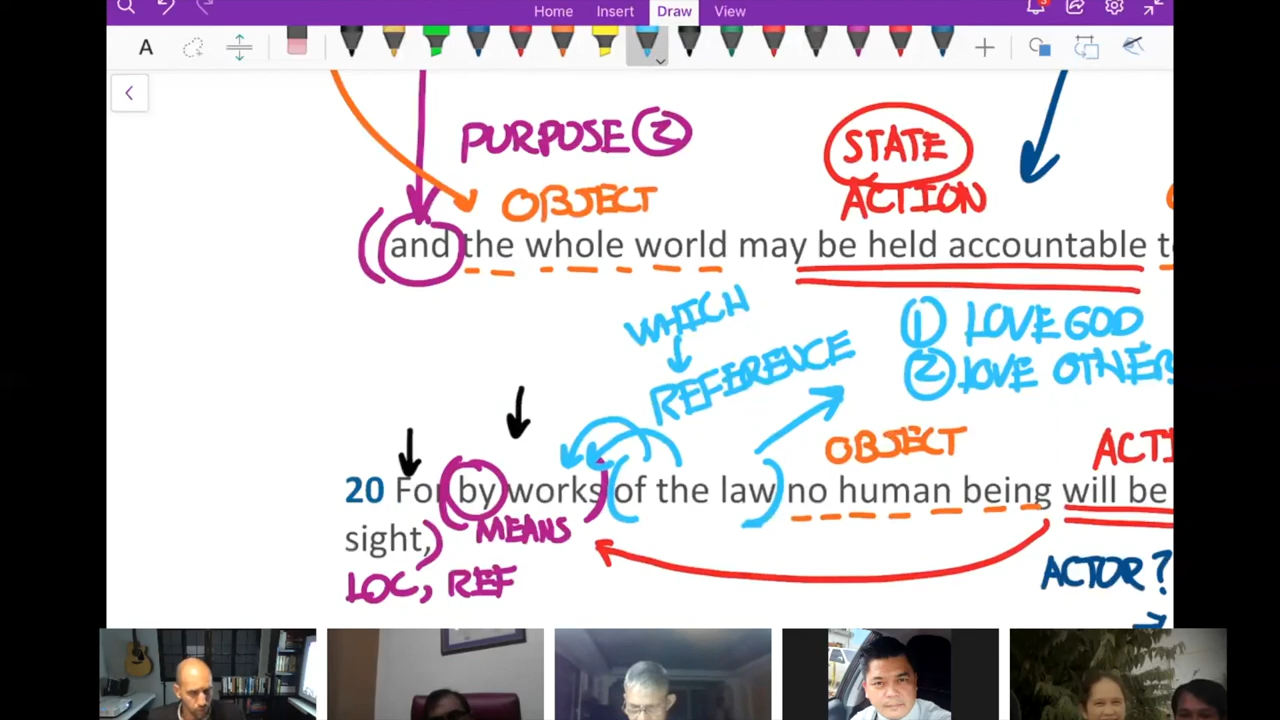 Home Insert Draw View
3
A
PURPOSE 2
STATE
OBJECT
ACTION
and the whole world may be held accountable t
WHICH
1 LOVE GOD
REFERENCE
2 LOVE OTHER
OBJECT
ACTI
20 For by works of the law no human being will be
MEANS
sight,
LOC, REF
ACTOR?